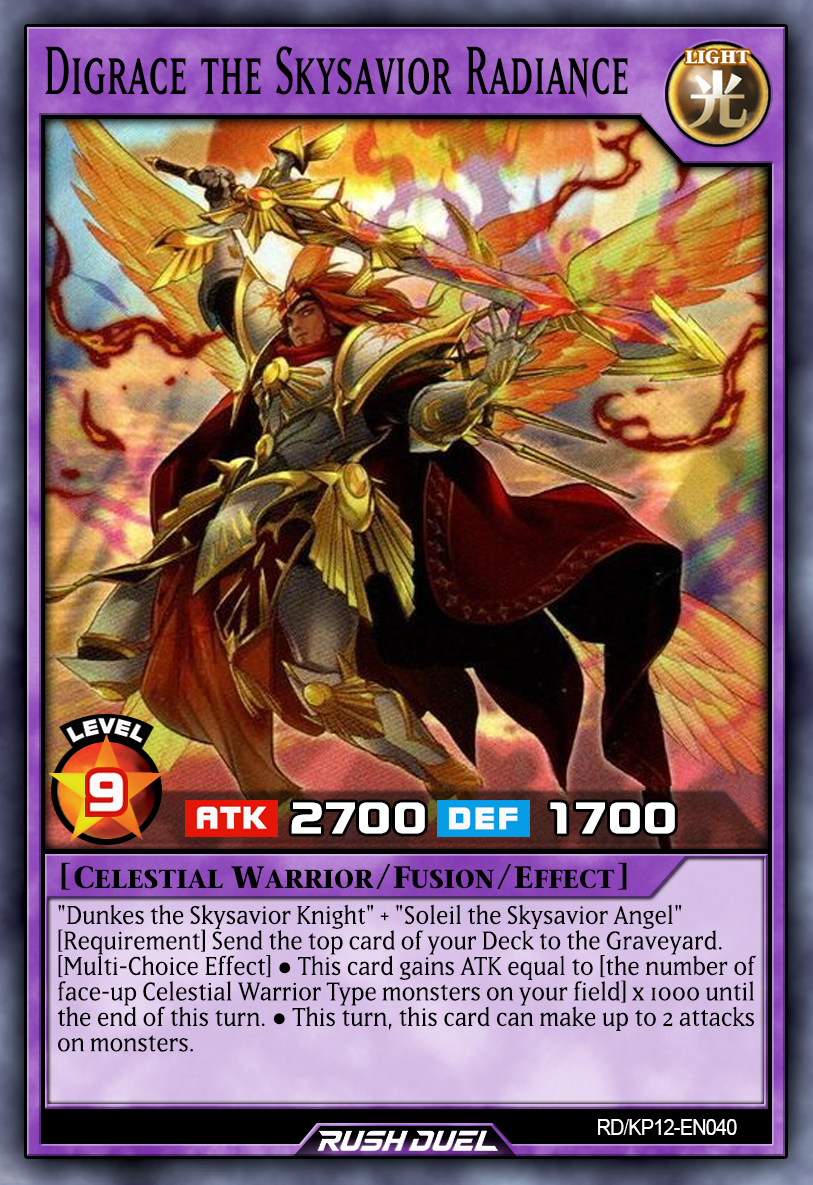 Digrace the Skysavior Radiance
LIGHT
光
LEVEL
9
ATK 2700 DEF 1700
[Celestial Warrior/Fusion/Effect]
"Dunkes the Skysavior Knight" + "Soleil the Skysavior Angel"
[Requirement] Send the top card of your Deck to the Graveyard.
[Multi-Choice Effect] ● This card gains ATK equal to [the number of
face-up Celestial Warrior Type monsters on your field] x 1000 until
the end of this turn. ● This turn, this card can make up to 2 attacks
on monsters.
RD/KP12-EN040
RUSH DUEL